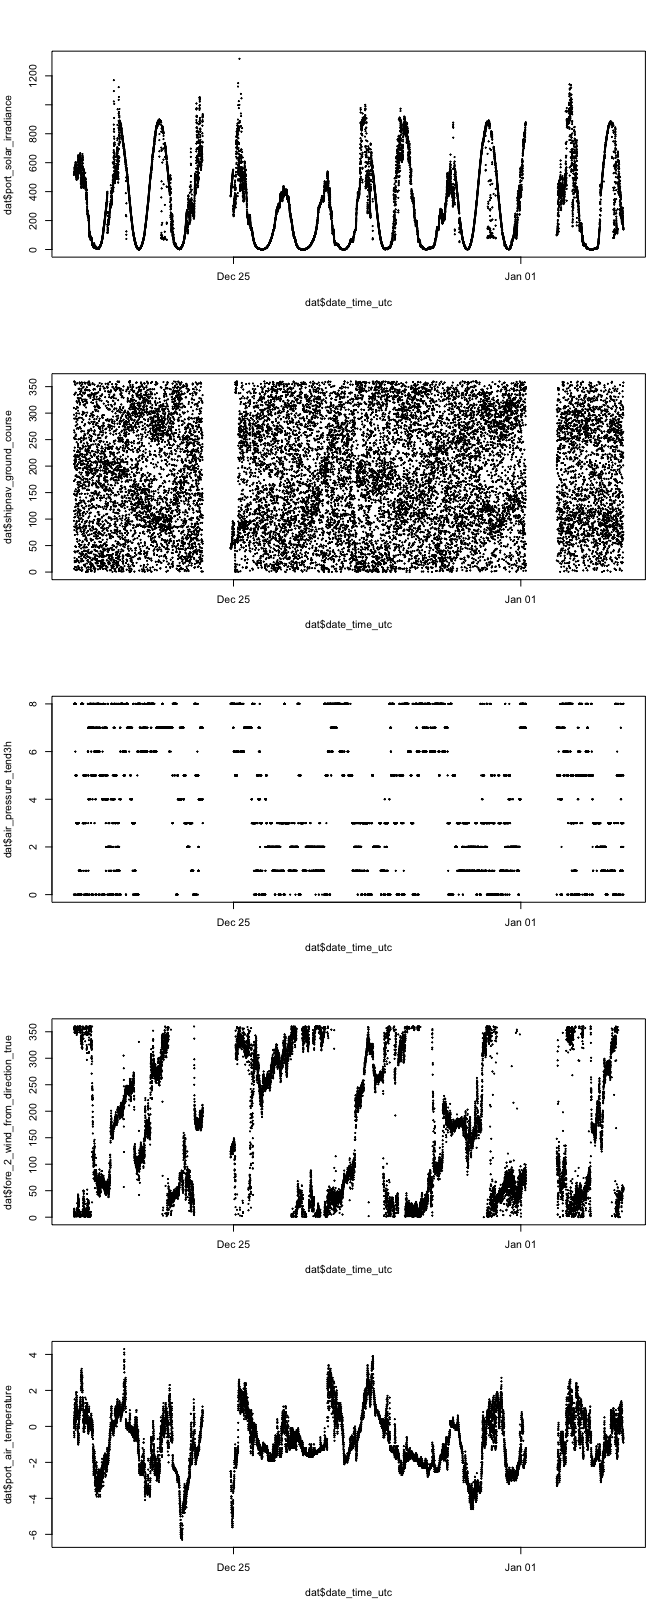 dat$port_solar_irradiance
1200
800
600
400
200
0
Dec 25
Jan 01
dat$date_time_utc
dat$shipnav_ground_course
350
300
250
200
150
100
50
0
Dec 25
Jan 01
dat$date_time_utc
dat$air_pressure_tend3h
8
6
4
2
0
Dec 25
Jan 01
dat$date_time_utc
dat$fore_2_wind_from_direction_true
350
300
250
200
150
100
50
0
Dec 25
Jan 01
dat$date_time_utc
dat$port_air_temperature
4
2
0
-2
-4
-6
Dec 25
Jan 01
dat$date_time_utc